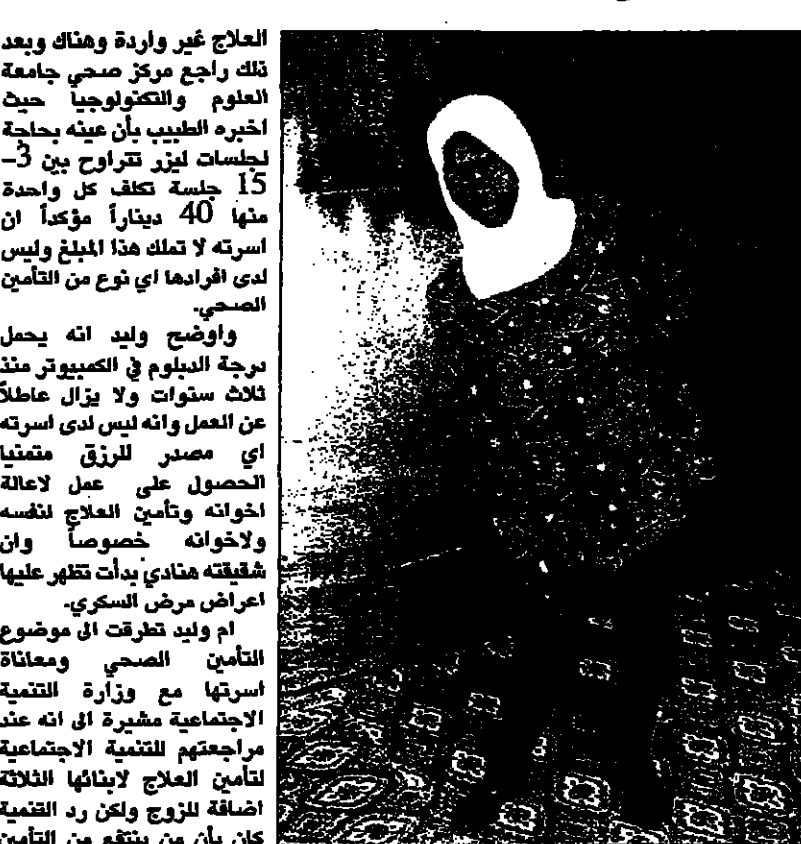 العلاج غير واردة وهناك وبعد
ذلك راجع مركز صحي جامعة
العلوم والتكنولوجيا حيث
اخبره الطبيب بأن عينه بحاجة
لجلسات ليزر تتراوح بين 3-
15 جلسة تكلف كل واحدة
منها 40 ديناراً مؤكداً ان
اسرته لا تملك هذا المبلغ وليس
لدى افرادها اي نوع من التأمين
الصحي.
واوضح وليد انه يحمل
درجة الدبلوم في الكمبيوتر منذ
ثلاث سنوات ولا يزال عاطلاً
عن العمل وانه ليس لدى اسرته
اي مصدر للرزق متمنيا
الحصول على عمل لاعالة
اخوانه وتأمين العلاج لنفسه
ولاخوانه خصوصاً وان
شقيقته هنادي بدأت تظهر عليها
اعراض مرض السكري.
ام وليد تطرقت الى موضوع
التأمين الصحي ومعاناة
اسرتها مع وزارة التنمية
الاجتماعية مشيرة الى انه عند
مراجعتهم للتنمية الاجتماعية
لتأمين العلاج لابنائها الثلاثة
اضافة للزوج ولكن رد التنمية
كان بأن من ينتفع من التأمين